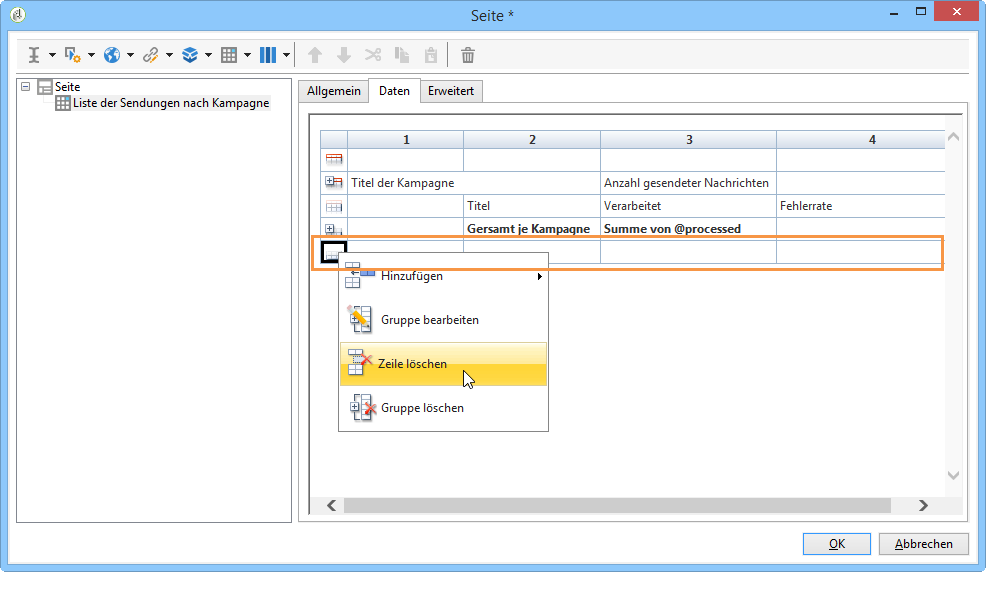 Seite *
Seite
Liste der Sendungen nach Kampagne
Allgemein Daten Erweitert
1 2 3 4
Titel der Kampagne Anzahl gesendeter Nachrichten
Titel Verarbeitet Fehlerrate
Gersamt je Kampagne Summe von @processed
Hinzufügen
Gruppe bearbeiten
Zeile löschen
Gruppe löschen
OK Abbrechen